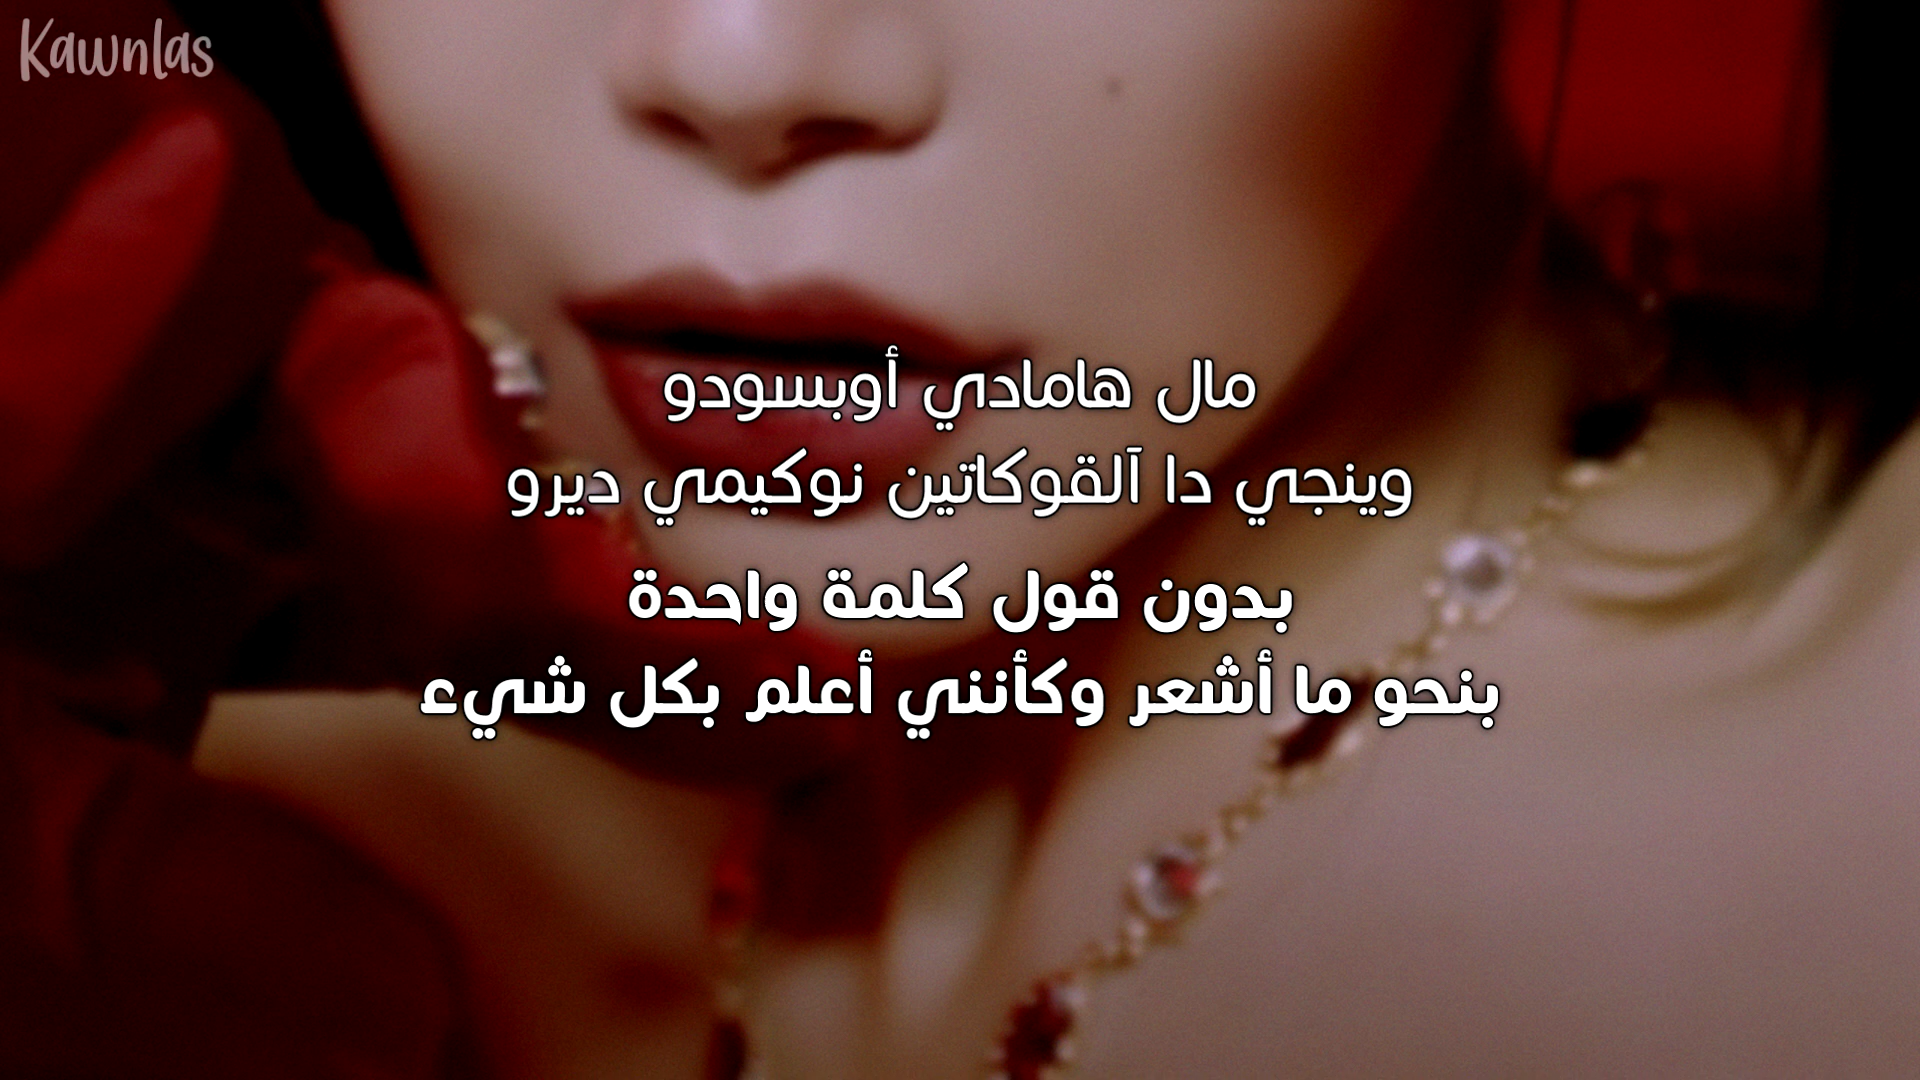 Kawnlas
مال هامادي أوبسودو
وينجي دا آلقوكاتين نوكيمي ديرو
بدون قول كلمة واحدة
بنحو ما أشعر وكأنني أعلم بكل شيء